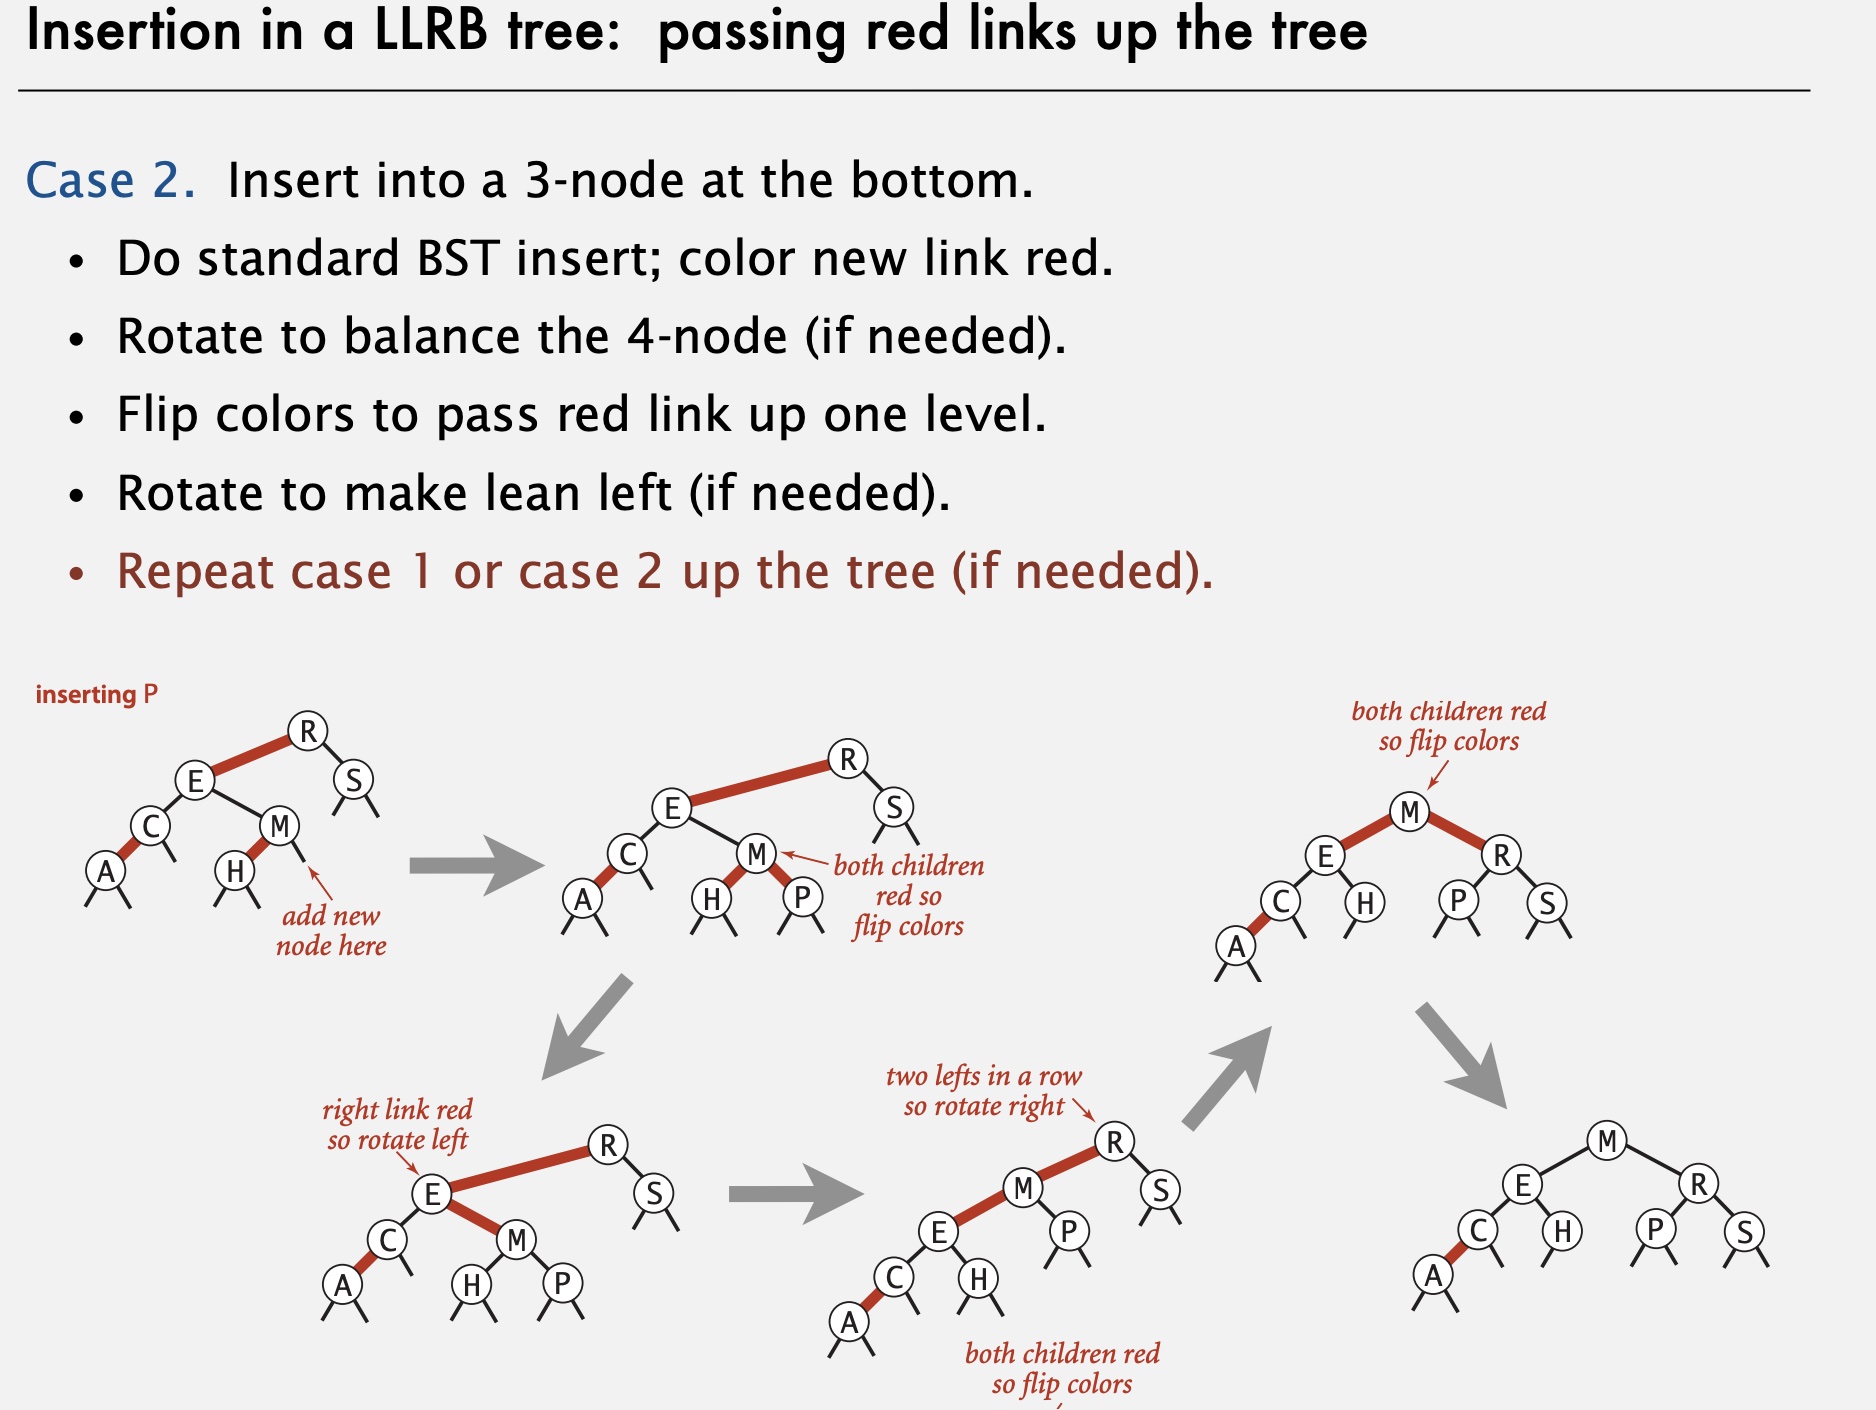 Insertion in a LLRB tree: passing red links up the tree
Case 2. Insert into a 3-node at the bottom.
• Do standard BST insert; color new link red.
• Rotate to balance the 4-node (if needed).
• Flip colors to pass red link up one level.
• Rotate to make lean left (if needed).
• Repeat case 1 or case 2 up the tree (if needed).
inserting P
R
E
S
C
M
A
H
add new
node here
R
E
S
C
M
A
H
P
both children
red so
flip colors
right link red
so rotate left
R
E
S
C
M
A
H
P
two lefts in a row
so rotate right
R
M
S
E
P
C
H
A
both children red
so flip colors
both children red
so flip colors
M
E
R
C
H
P
S
A
M
E
R
C
H
P
S
A